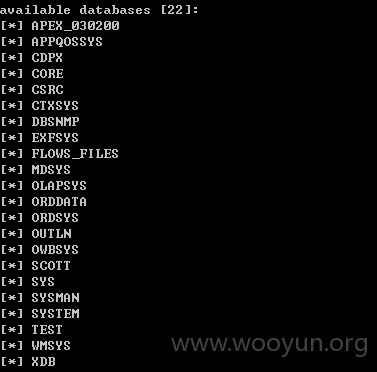 available databases [22]:
[*] APEX_030200
[*] APPQOSSYS
[*] CDPX
[*] CORE
[*] CSRC
[*] CTXSYS
[*] DBSNMP
[*] EXFSYS
[*] FLOWS_FILES
[*] MDSYS
[*] OLAPSYS
[*] ORDDATA
[*] ORDSYS
[*] OUTLN
[*] OWBSYS
[*] SCOTT
[*] SYS
[*] SYSMAN
[*] SYSTEM
[*] TEST
[*] WMSYS
[*] XDB
www.wooyun.org